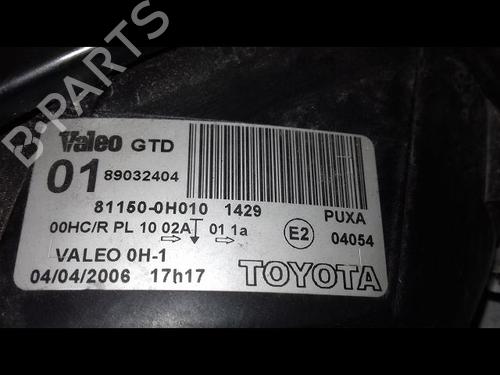 B-PARTS
Valeo GTD
01 89032404
81150-0H010 1429 PUXA
00HC/R PL 10 02A 01 1a E2 04054
VALEO 0H-1
04/04/2006 17h17 TOYOTA